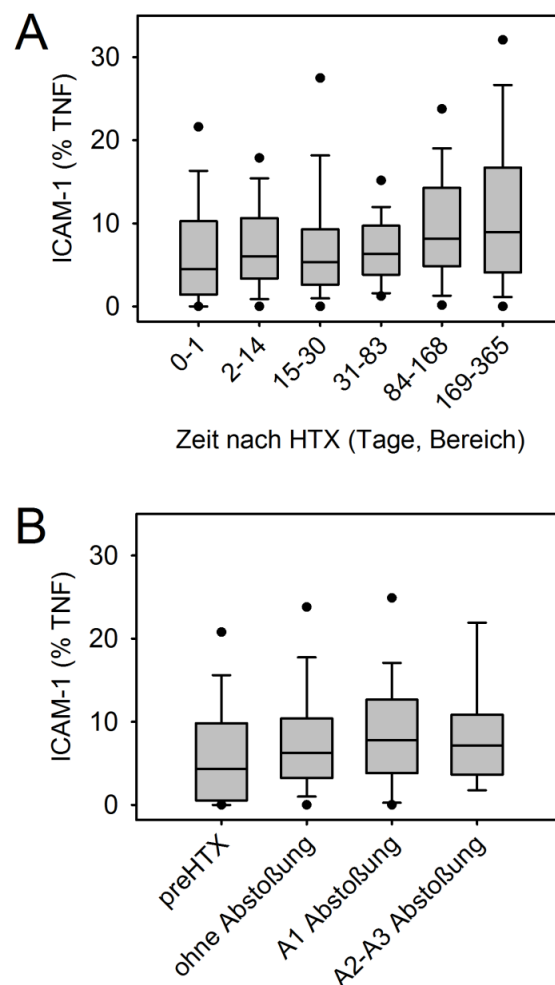 A
ICAM-1 (% TNF)
30
20
10
0
0-1
2-14
15-30
31-83
84-168
169-365
Zeit nach HTX (Tage, Bereich)
B
ICAM-1 (% TNF)
30
20
10
0
preHTX
ohne Abstoßung
A1 Abstoßung
A2-A3 Abstoßung